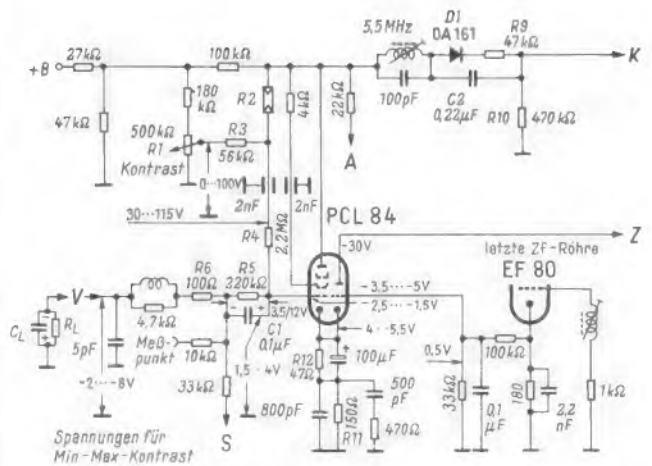 5,5MHz
D1
OA161
R9
47kΩ
K
+B
27kΩ
100kΩ
180
kΩ
R2
4kΩ
22kΩ
100pF
C2
0,22µF
R10
470kΩ
47kΩ
500kΩ
R1
Kontrast
R3
56kΩ
0···100V
A
2nF
2nF
PCL 84
30···115V
R4
2,2MΩ
~30V
Z
letzte ZF-Röhre
EF 80
V
R6
100Ω
R5
220kΩ
-3,5....-5V
2,5...-1,5V
3,5/12V
C1
0,1µF
4···5,5V
CL
RL
5pF
4,7kΩ
Meß-
punkt
10kΩ
1,5···4V
R12
47Ω
100µF
0,5V
100kΩ
-2····-8V
33kΩ
800pF
150Ω
R11
500
pF
470Ω
33kΩ
0,1
µF
180
2,2
nF
1kΩ
Spannungen für
Min-Max-Kontrast
S